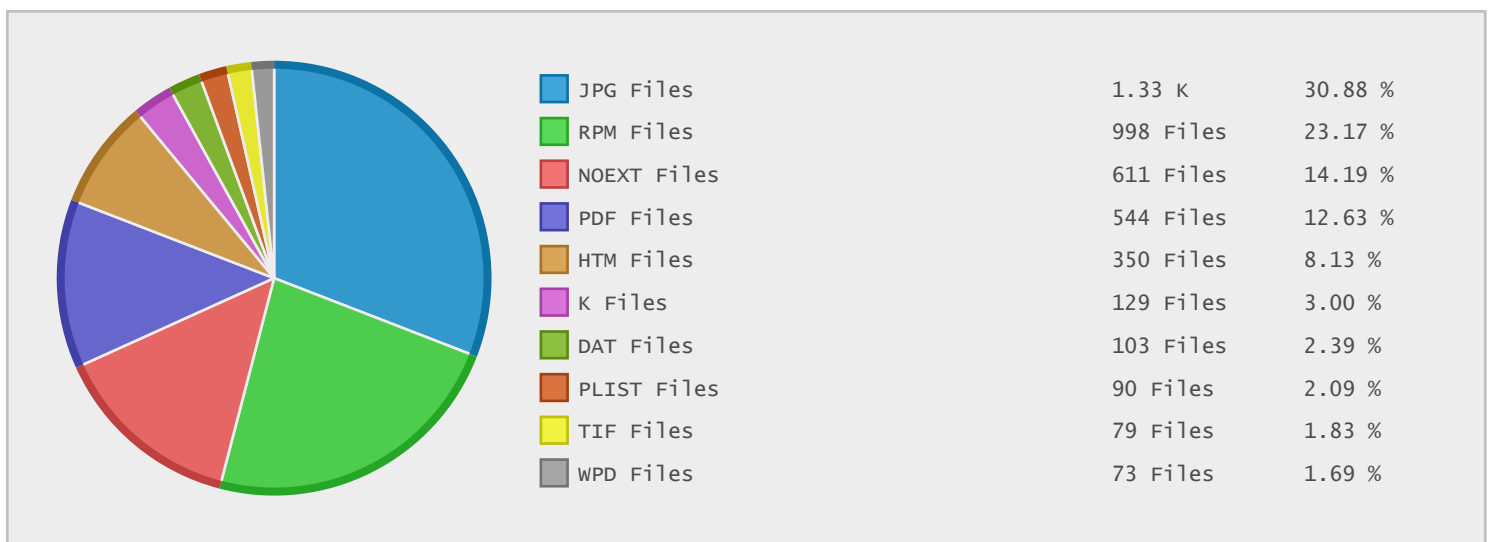 JPG Files 1.33 K 30.88 %
RPM Files 998 Files 23.17 %
NOEXT Files 611 Files 14.19 %
PDF Files 544 Files 12.63 %
HTM Files 350 Files 8.13 %
K Files 129 Files 3.00 %
DAT Files 103 Files 2.39 %
PLIST Files 90 Files 2.09 %
TIF Files 79 Files 1.83 %
WPD Files 73 Files 1.69 %